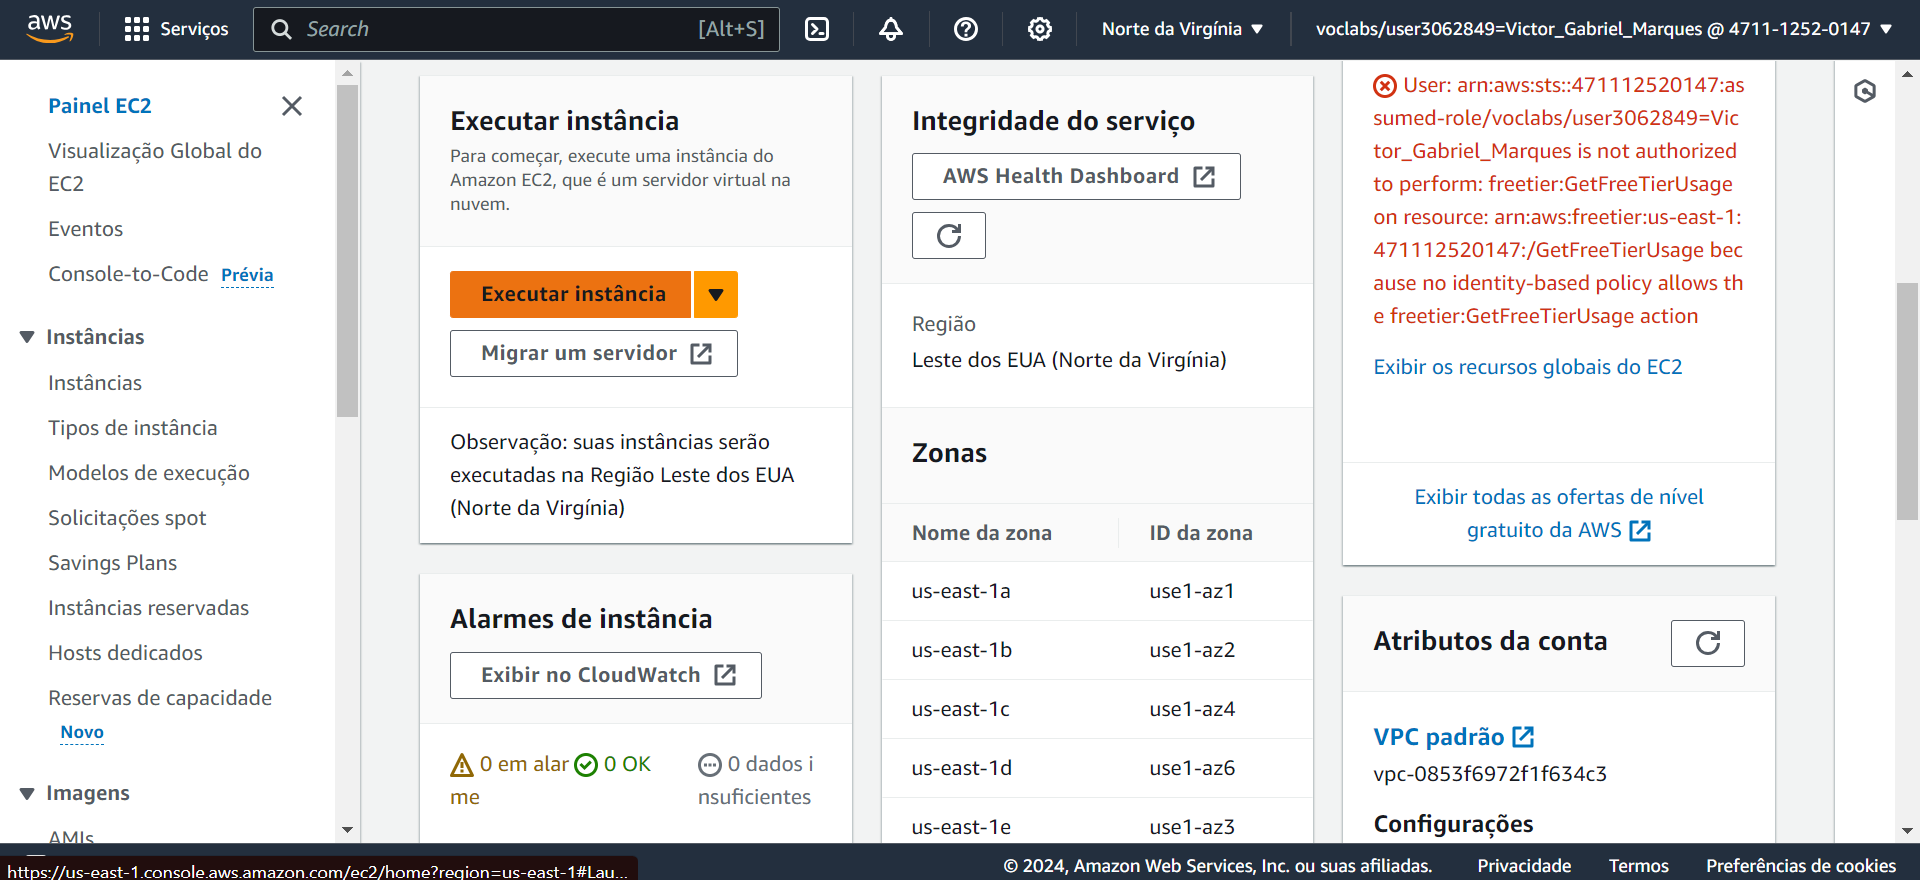 aws
Serviços
Search
[Alt+S]
Norte da Virgínia
voclabs/user3062849=Victor_Gabriel_Marques @ 4711-1252-0147
Painel EC2
Visualização Global do
EC2
Eventos
Console-to-Code Prévia
Instâncias
Instâncias
Tipos de instância
Modelos de execução
Solicitações spot
Savings Plans
Instâncias reservadas
Hosts dedicados
Reservas de capacidade
Novo
Imagens
AMIs
Executar instância
Para começar, execute uma instância do
Amazon EC2, que é um servidor virtual na
nuvem.
Executar instância
Migrar um servidor
Observação: suas instâncias serão
executadas na Região Leste dos EUA
(Norte da Virgínia)
Alarmes de instância
Exibir no CloudWatch
0 em alar
me
0 OK
0 dados i
nsuficientes
Integridade do serviço
AWS Health Dashboard
Região
Leste dos EUA (Norte da Virgínia)
Zonas
Nome da zona ID da zona
us-east-1a use1-az1
us-east-1b use1-az2
us-east-1c use1-az4
us-east-1d use1-az6
us-east-1e use1-az3
User: arn:aws:sts::471112520147:as
sumed-role/voclabs/user3062849=Vic
tor_Gabriel_Marques is not authorized
to perform: freetier:GetFreeTierUsage
on resource: arn:aws:freetier:us-east-1:
471112520147:/GetFreeTierUsage bec
ause no identity-based policy allows th
e freetier:GetFreeTierUsage action
Exibir os recursos globais do EC2
Exibir todas as ofertas de nível
gratuito da AWS
Atributos da conta
VPC padrão
vpc-0853f6972f1f634c3
Configurações
https://us-east-1.console.aws.amazon.com/ec2/home?region=us-east-1#Lau...
© 2024, Amazon Web Services, Inc. ou suas afiliadas.
Privacidade
Termos
Preferências de cookies